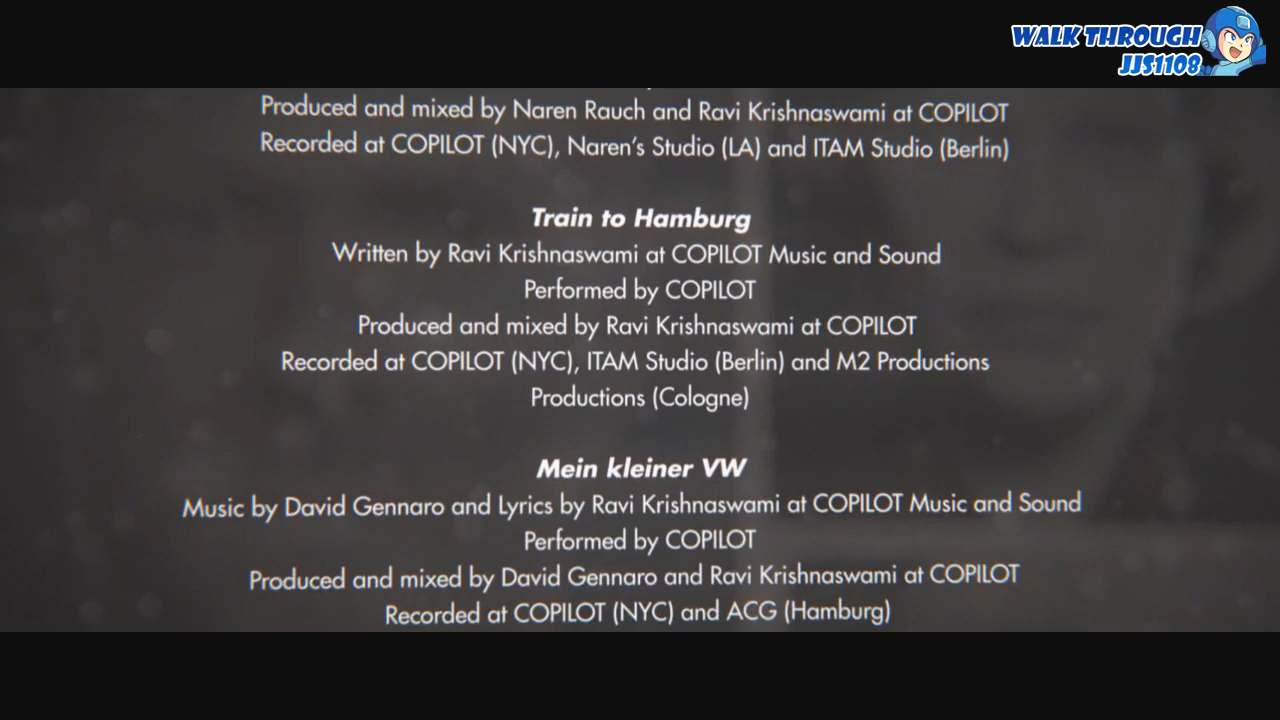 WALK THROUGH
JJS1108
Produced and mixed by Naren Rauch and Ravi Krishnaswami at COPILOT
Recorded at COPILOT (NYC), Naren's Studio (LA) and ITAM Studio (Berlin)
Train to Hamburg
Written by Ravi Krishnaswami at COPILOT Music and Sound
Performed by COPILOT
Produced and mixed by Ravi Krishnaswami at COPILOT
Recorded at COPILOT (NYC), ITAM Studio (Berlin) and M2 Productions
Productions (Cologne)
Mein kleiner VW
Music by David Gennaro and Lyrics by Ravi Krishnaswami at COPILOT Music and Sound
Performed by COPILOT
Produced and mixed by David Gennaro and Ravi Krishnaswami at COPILOT
Recorded at COPILOT (NYC) and ACG (Hamburg)